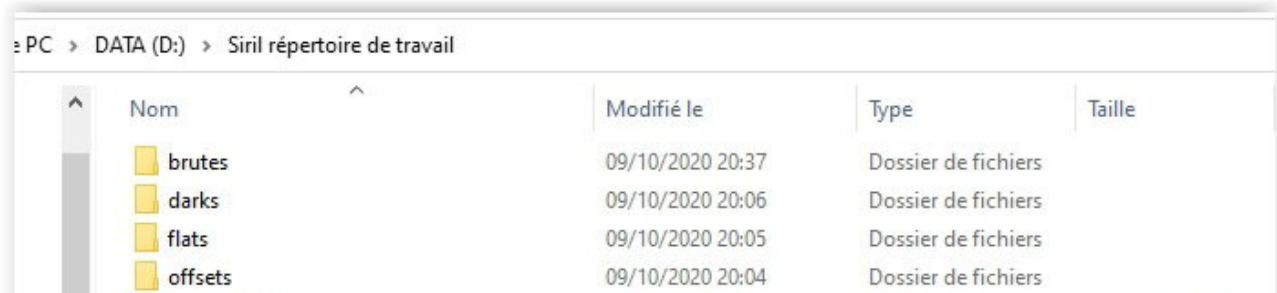 e PC > DATA (D:) > Siril répertoire de travail
Nom Modifié le Type Taille
brutes 09/10/2020 20:37 Dossier de fichiers
darks 09/10/2020 20:06 Dossier de fichiers
flats 09/10/2020 20:05 Dossier de fichiers
offsets 09/10/2020 20:04 Dossier de fichiers